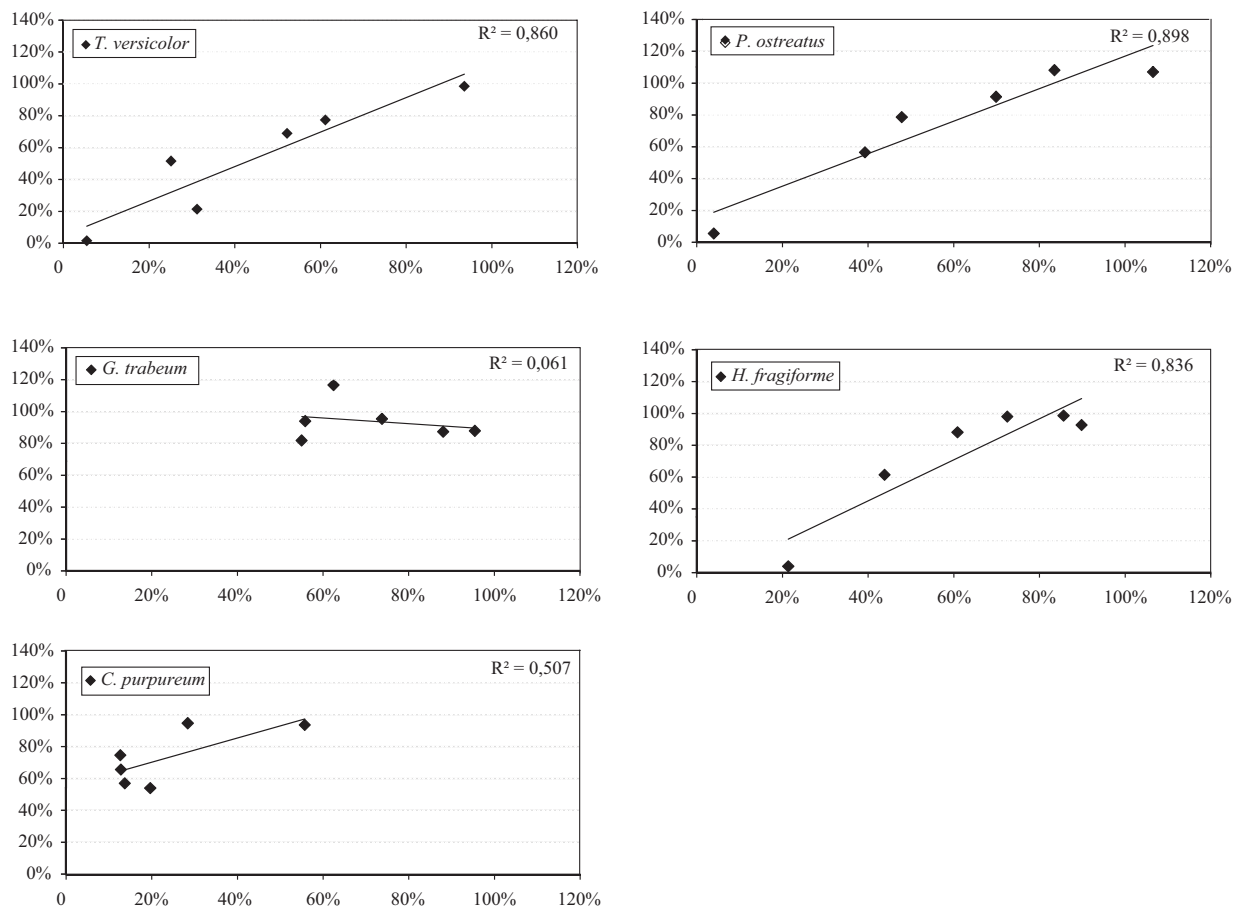 140%
120%
100%
80%
60%
40%
20%
0%
T. versicolor
R² = 0,860
0 20% 40% 60% 80% 100% 120%
140%
120%
100%
80%
60%
40%
20%
0%
P. ostreatus
R² = 0,898
0 20% 40% 60% 80% 100% 120%
140%
120%
100%
80%
60%
40%
20%
0%
G. trabeum
R² = 0,061
0 20% 40% 60% 80% 100% 120%
140%
120%
100%
80%
60%
40%
20%
0%
H. fragiforme
R² = 0,836
0 20% 40% 60% 80% 100% 120%
140%
120%
100%
80%
60%
40%
20%
0%
C. purpureum
R² = 0,507
0 20% 40% 60% 80% 100% 120%